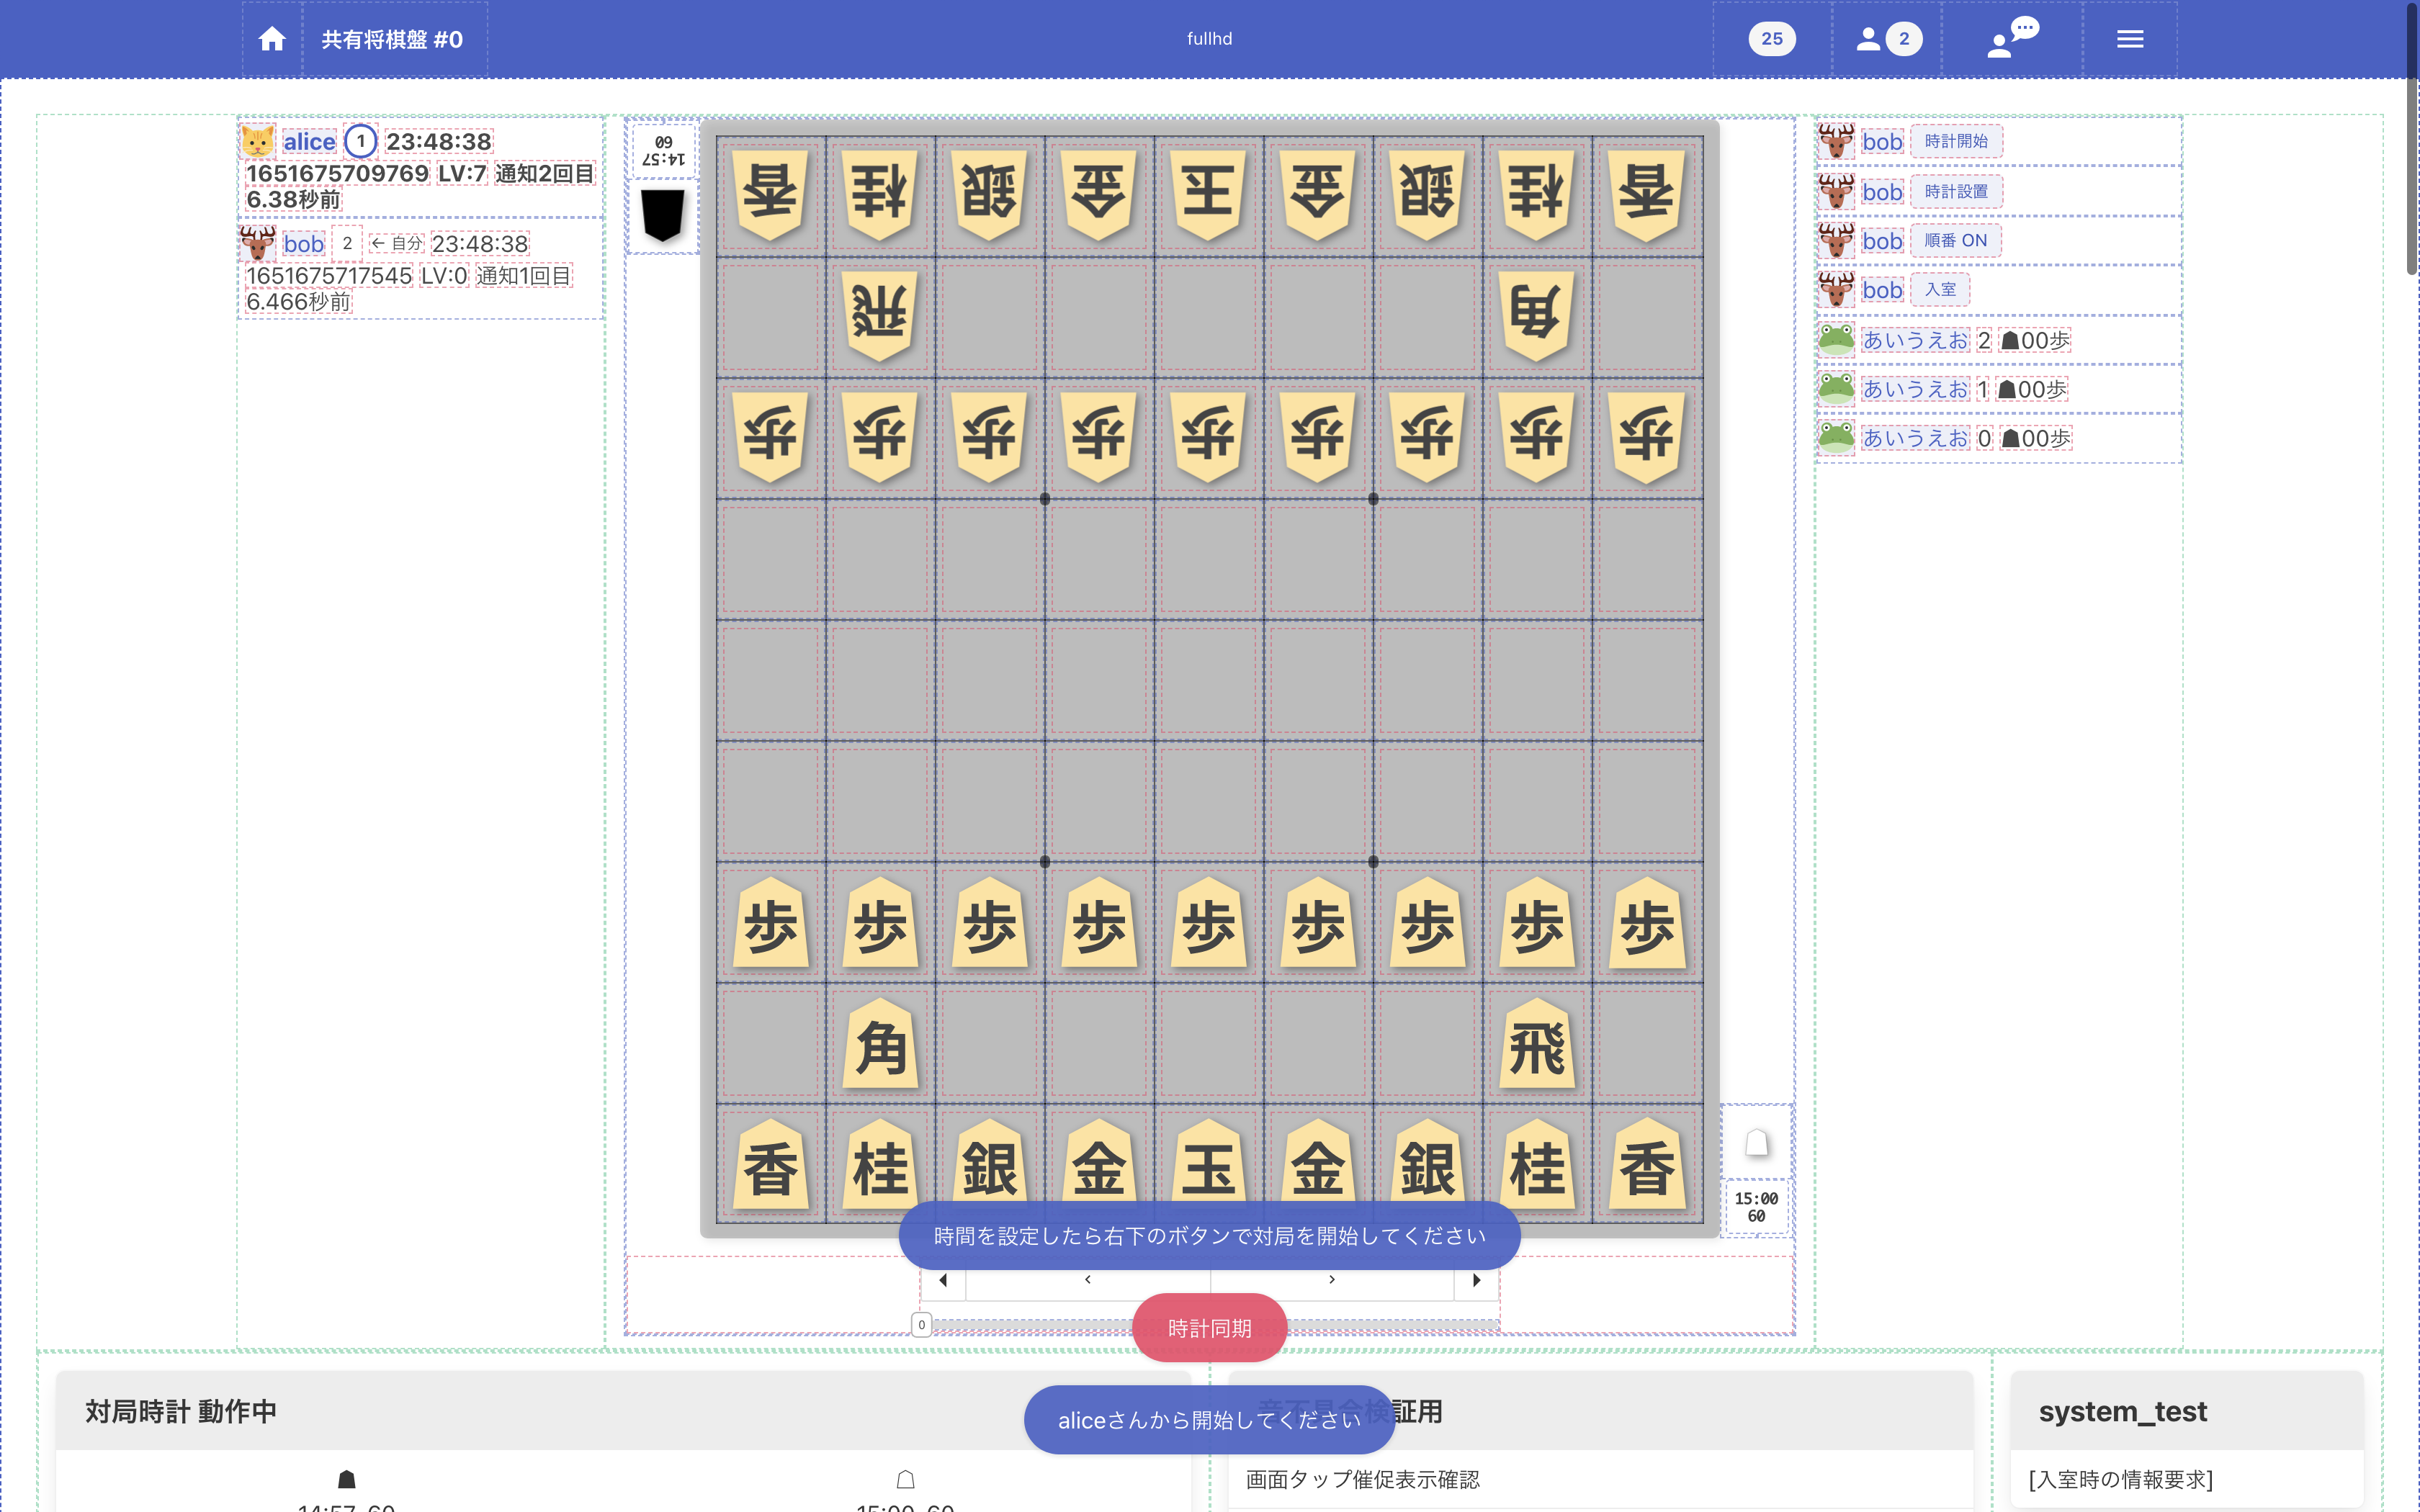 共有将棋盤 #0
fullhd
25
2
alice 1 23:48:38
1651675709769 LV:7 通知2回目
6.38秒前
bob 2 ← 自分 23:48:38
1651675717545 LV:0 通知1回目
6.466秒前
14:57
60
香 桂 銀 金 玉 金 銀 桂 香
飛 角
歩 歩 歩 歩 歩 歩 歩 歩 歩
歩 歩 歩 歩 歩 歩 歩 歩 歩
角 飛
香 桂 銀 金 玉 金 銀 桂 香
15:00
60
bob 時計開始
bob 時計設置
bob 順番 ON
bob 入室
あいうえお 2 ☗00歩
あいうえお 1 ☗00歩
あいうえお 0 ☗00歩
時間を設定したら右下のボタンで対局を開始してください
0
時計同期
aliceさんから開始してください
対局時計 動作中
☗ ☖
14:57 60 15:00 60
検証用
画面タップ催促表示確認
system_test
[入室時の情報要求]